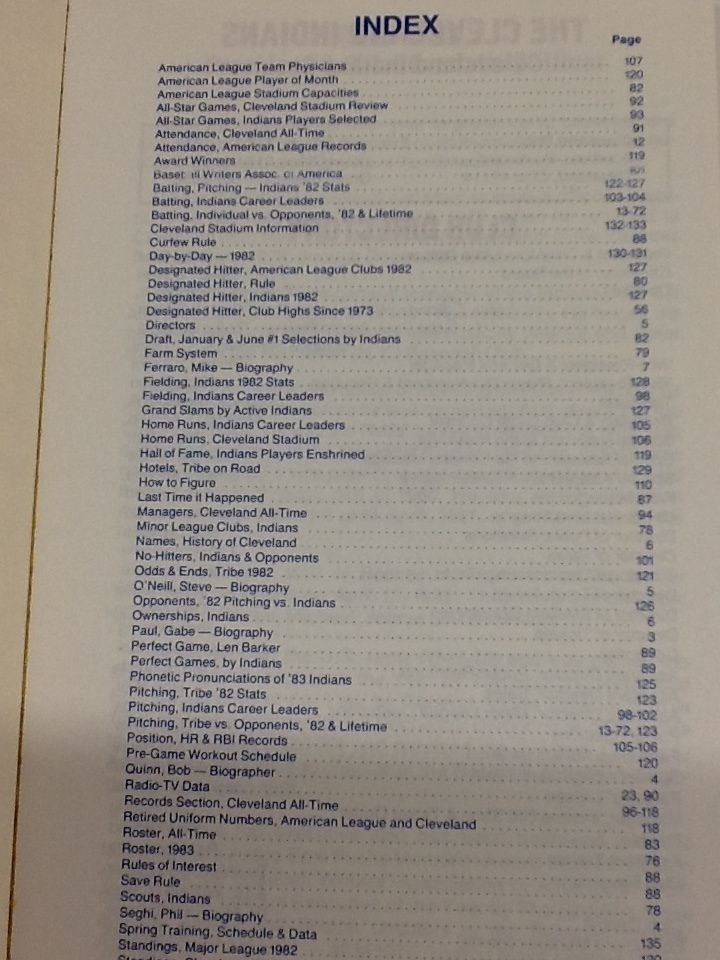 INDEX
Page
American League Team Physicians 107
American League Player of Month 120
American League Stadium Capacities 82
All-Star Games, Cleveland Stadium Review 92
All-Star Games, Indians Players Selected 93
Attendance, Cleveland All-Time 91
Attendance, American League Records 12
Award Winners 119
Writers Assoc. of America
Batting, Pitching — Indians '82 Stats 122-127
Batting, Indians Career Leaders 103-104
Batting, Individual vs. Opponents, '82 & Lifetime 13-72
Cleveland Stadium Information 132-133
Curfew Rule 88
Day-by-Day — 1982 130-131
Designated Hitter, American League Clubs 1982 127
Designated Hitter, Rule 80
Designated Hitter, Indians 1982 127
Designated Hitter, Club Highs Since 1973 56
Directors 5
Draft, January & June #1 Selections by Indians 82
Farm System 79
Ferraro, Mike — Biography 7
Fielding, Indians 1982 Stats 128
Fielding, Indians Career Leaders 98
Grand Slams by Active Indians 127
Home Runs, Indians Career Leaders 105
Home Runs, Cleveland Stadium 106
Hall of Fame, Indians Players Enshrined 119
Hotels, Tribe on Road 129
How to Figure 110
Last Time it Happened 87
Managers, Cleveland All-Time 94
Minor League Clubs, Indians 78
Names, History of Cleveland 6
No-Hitters, Indians & Opponents 101
Odds & Ends, Tribe 1982 121
O'Neill, Steve — Biography 5
Opponents, '82 Pitching vs. Indians 126
Ownerships, Indians 6
Paul, Gabe — Biography 3
Perfect Game, Len Barker 89
Perfect Games, by Indians 89
Phonetic Pronunciations of '83 Indians 125
Pitching, Tribe '82 Stats 123
Pitching, Indians Career Leaders 98-102
Pitching, Tribe vs. Opponents, '82 & Lifetime 13-72, 123
Position, HR & RBI Records 105-106
Pre-Game Workout Schedule 120
Quinn, Bob — Biographer 4
Radio-TV Data 23, 90
Records Section, Cleveland All-Time 96-118
Retired Uniform Numbers, American League and Cleveland 118
Roster, All-Time 83
Roster, 1983 76
Rules of Interest 88
Save Rule 88
Scouts, Indians 78
Seghi, Phil — Biography 4
Spring Training, Schedule & Data 135
Standings, Major League 1982